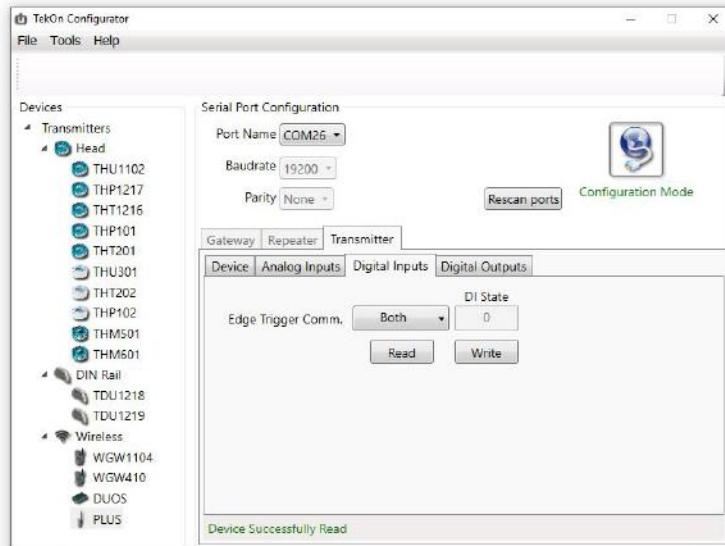 TekOn Configurator
File Tools Help
Devices
Transmitters
Head
THU1102
THP1217
THT1216
THP101
THT201
THU301
THT202
THP102
THM501
THM601
DIN Rail
TDU1218
TDU1219
Wireless
WGW1104
WGW410
DUOS
PLUS
Serial Port Configuration
Port Name COM26
Baudrate 19200
Parity None
Rescan ports
Configuration Mode
Gateway Repeater Transmitter
Device Analog Inputs Digital Inputs Digital Outputs
DI State
Edge Trigger Comm. Both 0
Read Write
Device Successfully Read